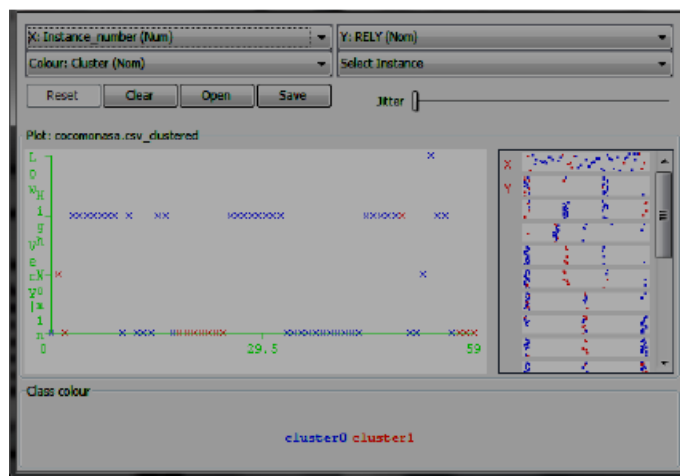 X: Instance_number (Num)
Y: RELY (Nom)
Colour: Cluster (Nom)
Select Instance
Reset
Clear
Open
Save
Jitter
Plot: cocomonasa.csv_clustered
X
Y
0
29.5
59
Class colour
cluster0 cluster1